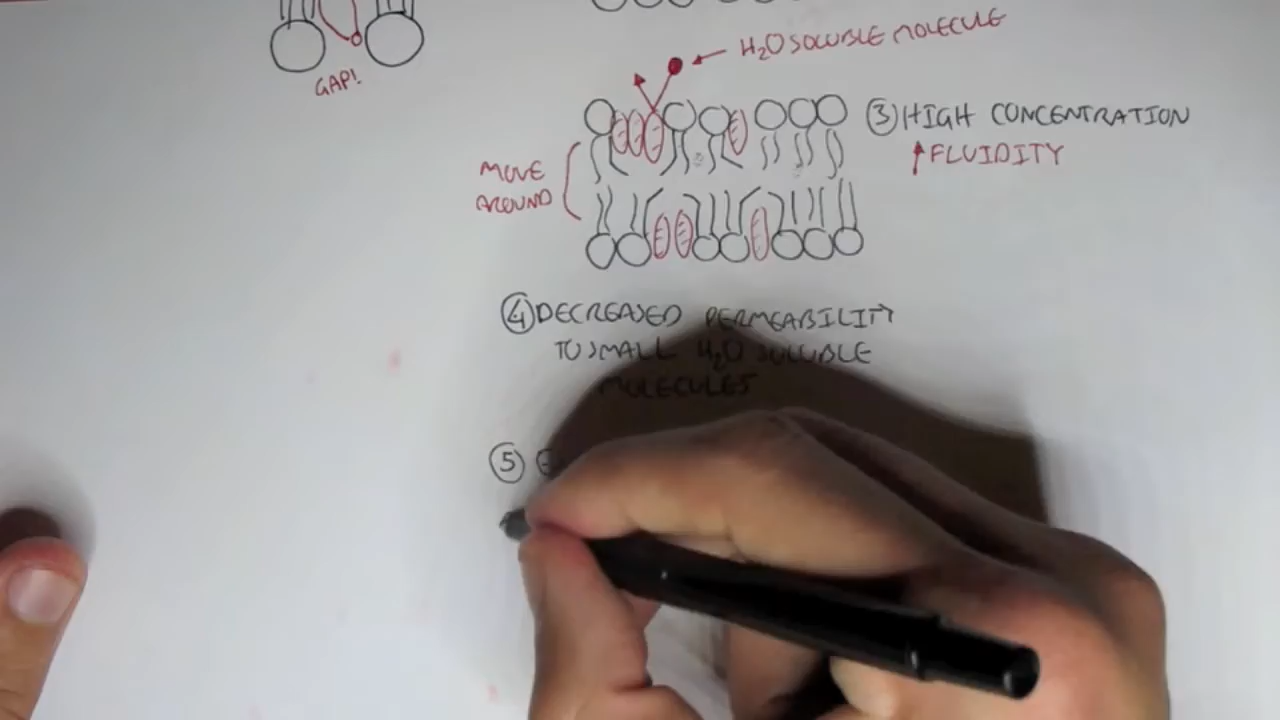 GAP!
H2O SOLUBLE MOLECULE
③ HIGH CONCENTRATION
↑ FLUIDITY
MOVE
AROUND
④ DECREASED PERMEABILITY
TO SMALL H2O SOLUBLE
MOLECULES
⑤